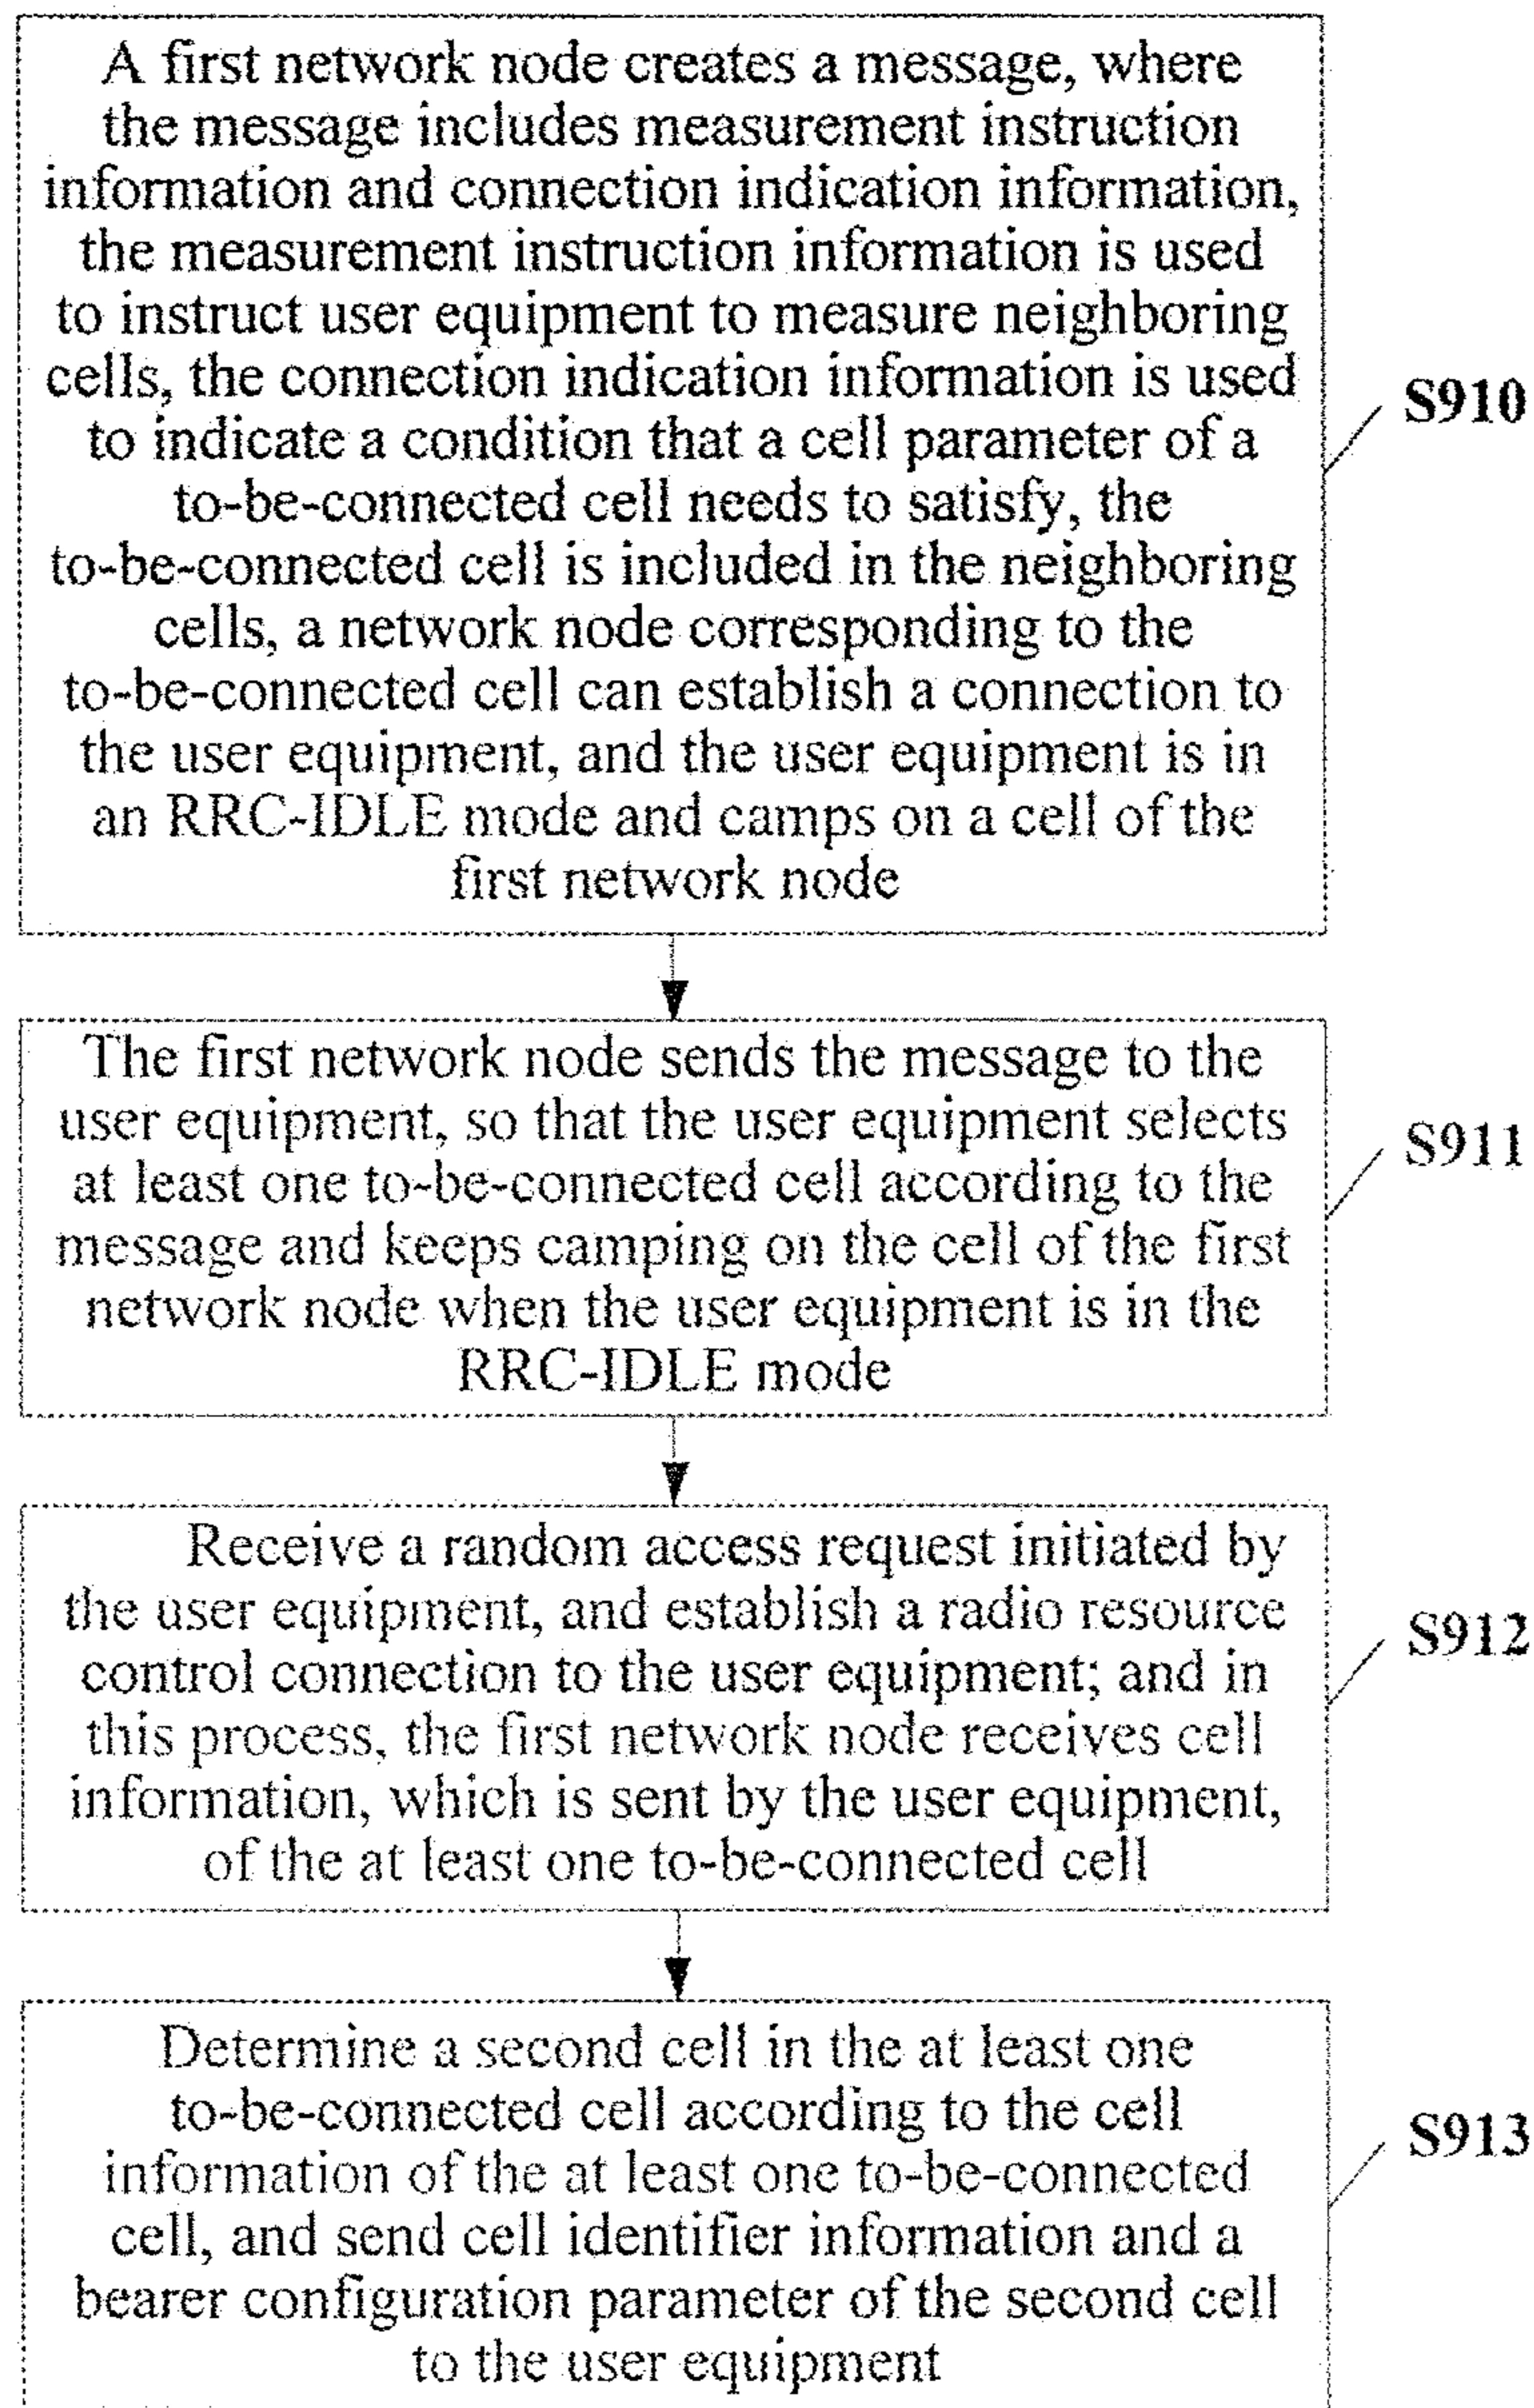 A first network node creates a message, where
the message includes measurement instruction
information and connection indication information,
the measurement instruction information is used
to instruct user equipment to measure neighboring
cells, the connection indication information is used
to indicate a condition that a cell parameter of a
to-be-connected cell needs to satisfy, the
to-be-connected cell is included in the neighboring
cells, a network node corresponding to the
to-be-connected cell can establish a connection to
the user equipment, and the user equipment is in
an RRC-IDLE mode and camps on a cell of the
first network node
S910
The first network node sends the message to the
user equipment, so that the user equipment selects
at least one to-be-connected cell according to the
message and keeps camping on the cell of the first
network node when the user equipment is in the
RRC-IDLE mode
S911
Receive a random access request initiated by
the user equipment, and establish a radio resource
control connection to the user equipment; and in
this process, the first network node receives cell
information, which is sent by the user equipment,
of the at least one to-be-connected cell
S912
Determine a second cell in the at least one
to-be-connected cell according to the cell
information of the at least one to-be-connected
cell, and send cell identifier information and a
bearer configuration parameter of the second cell
to the user equipment
S913